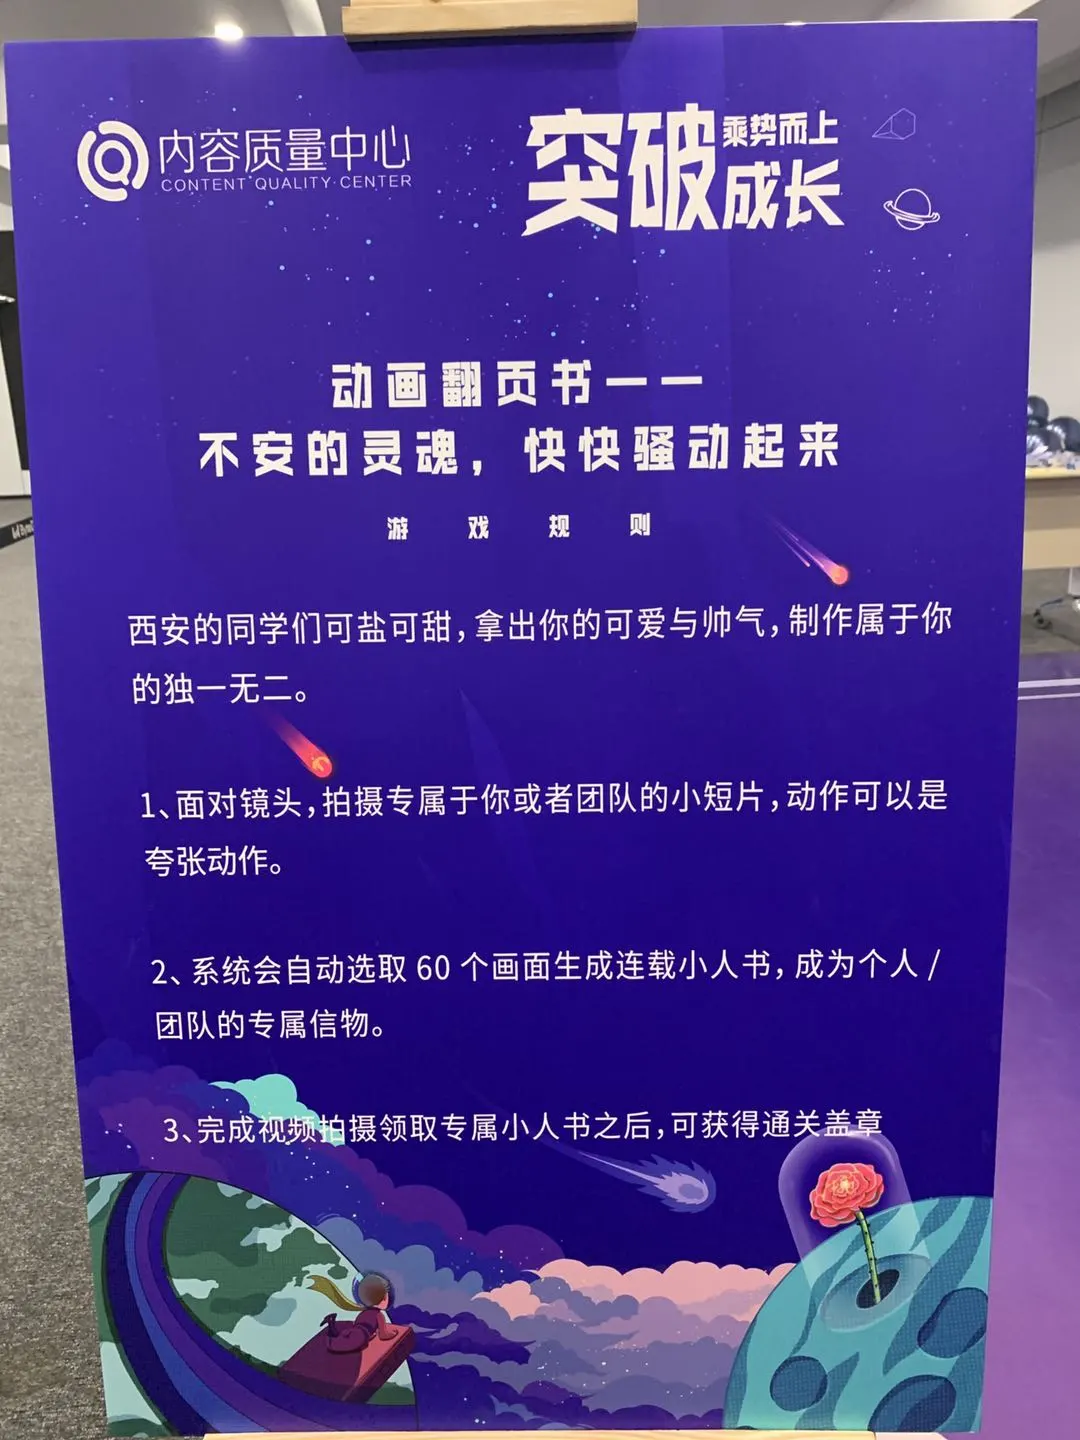 内容质量中心
CONTENT QUALITY CENTER
突破
乘势而上
成长
动画翻页书——
不安的灵魂，快快骚动起来
游戏规则
西安的同学们可盐可甜，拿出你的可爱与帅气，制作属于你
的独一无二。
1、面对镜头，拍摄专属于你或者团队的小短片，动作可以是
夸张动作。
2、系统会自动选取 60 个画面生成连载小人书，成为个人 /
团队的专属信物。
3、完成视频拍摄领取专属小人书之后，可获得通关盖章